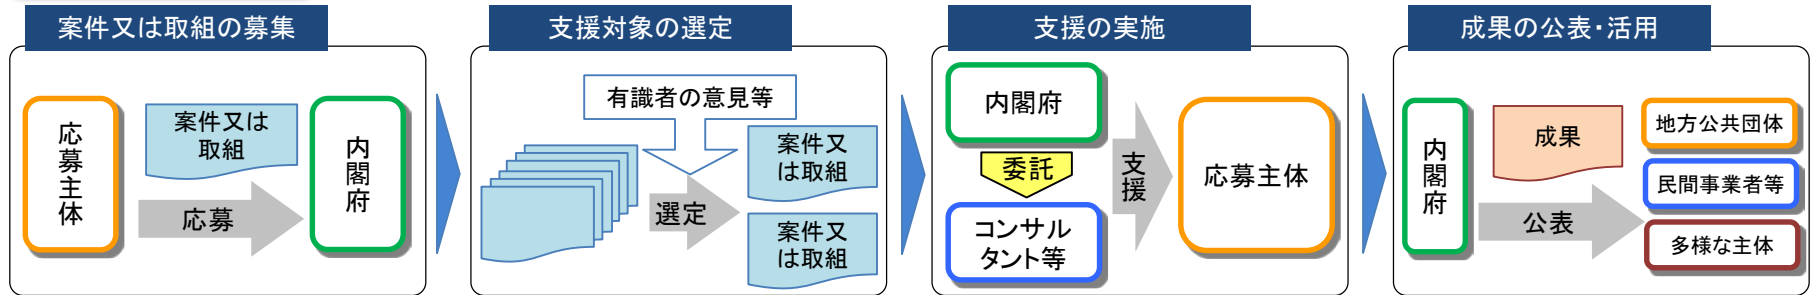 案件又は取組の募集
応募主体
案件又は
取組
応募
内閣府
支援対象の選定
有識者の意見等
選定
案件又
は取組
案件又
は取組
支援の実施
内閣府
委託
コンサル
タント等
支援
応募主体
成果の公表・活用
内閣府
成果
公表
地方公共団体
民間事業者等
多様な主体